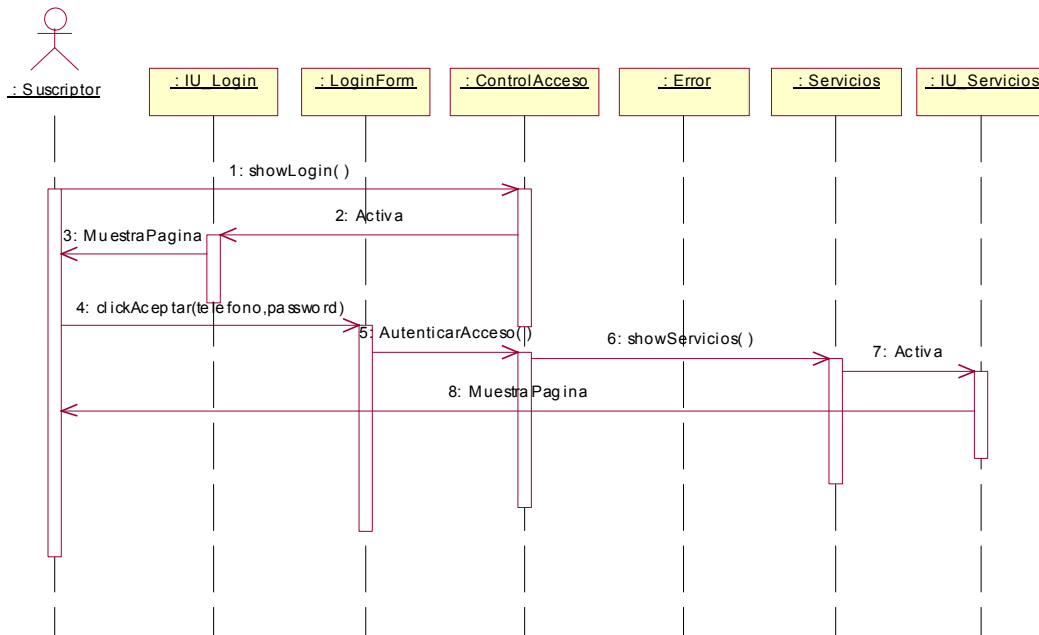 : Suscriptor
: IU_Login
: LoginForm
: ControlAcceso
: Error
: Servicios
: IU_Servicios
1: showLogin( )
2: Activa
3: MuestraPagina
4: clickAceptar(telefono,password)
5: AutenticarAcceso( )
6: showServicios( )
7: Activa
8: MuestraPagina